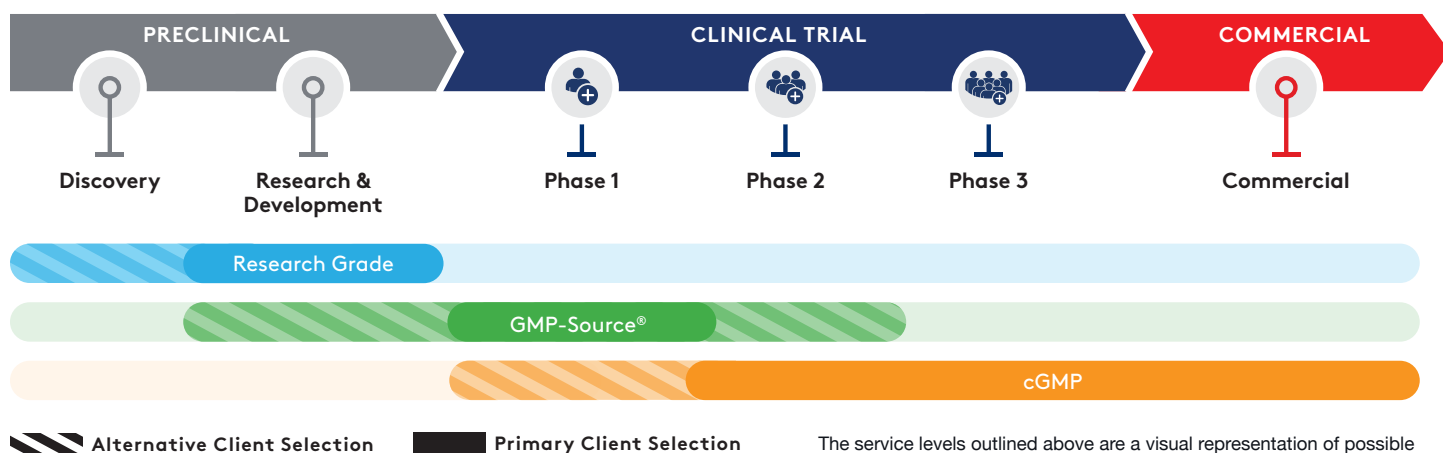 PRECLINICAL
CLINICAL TRIAL
COMMERCIAL
Discovery
Research &
Development
Phase 1
Phase 2
Phase 3
Commercial
Research Grade
GMP-Source®
cGMP
Alternative Client Selection
Primary Client Selection
The service levels outlined above are a visual representation of possible